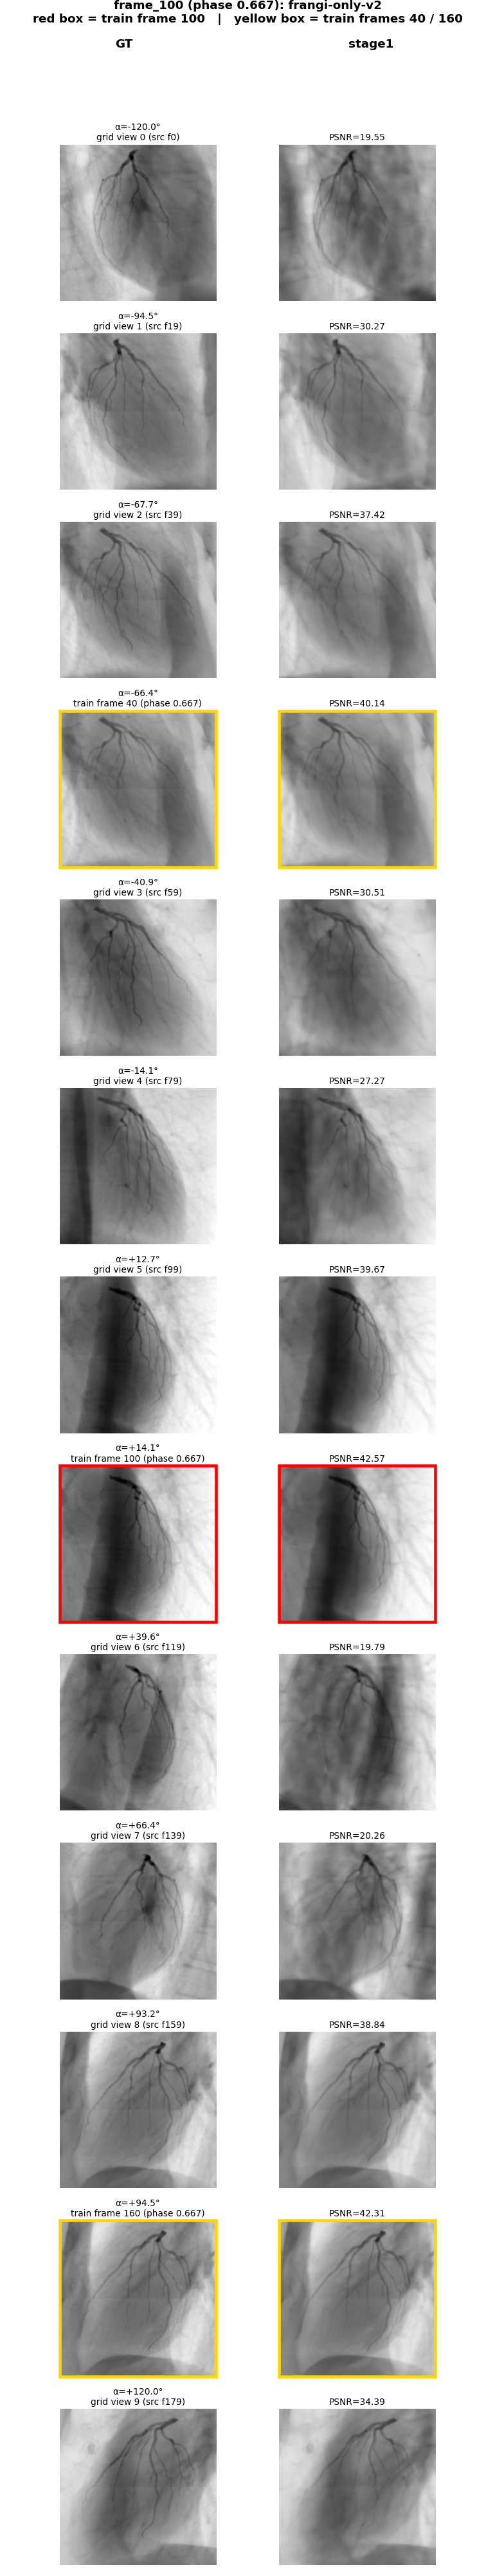 frame_100 (phase 0.667): frangi-only-v2
red box = train frame 100   |   yellow box = train frames 40 / 160
GT
stage1
α=-120.0°
grid view 0 (src f0)
PSNR=19.55
α=-94.5°
grid view 1 (src f19)
PSNR=30.27
α=-67.7°
grid view 2 (src f39)
PSNR=37.42
α=-66.4°
train frame 40 (phase 0.667)
PSNR=40.14
α=-40.9°
grid view 3 (src f59)
PSNR=30.51
α=-14.1°
grid view 4 (src f79)
PSNR=27.27
α=+12.7°
grid view 5 (src f99)
PSNR=39.67
α=+14.1°
train frame 100 (phase 0.667)
PSNR=42.57
α=+39.6°
grid view 6 (src f119)
PSNR=19.79
α=+66.4°
grid view 7 (src f139)
PSNR=20.26
α=+93.2°
grid view 8 (src f159)
PSNR=38.84
α=+94.5°
train frame 160 (phase 0.667)
PSNR=42.31
α=+120.0°
grid view 9 (src f179)
PSNR=34.39